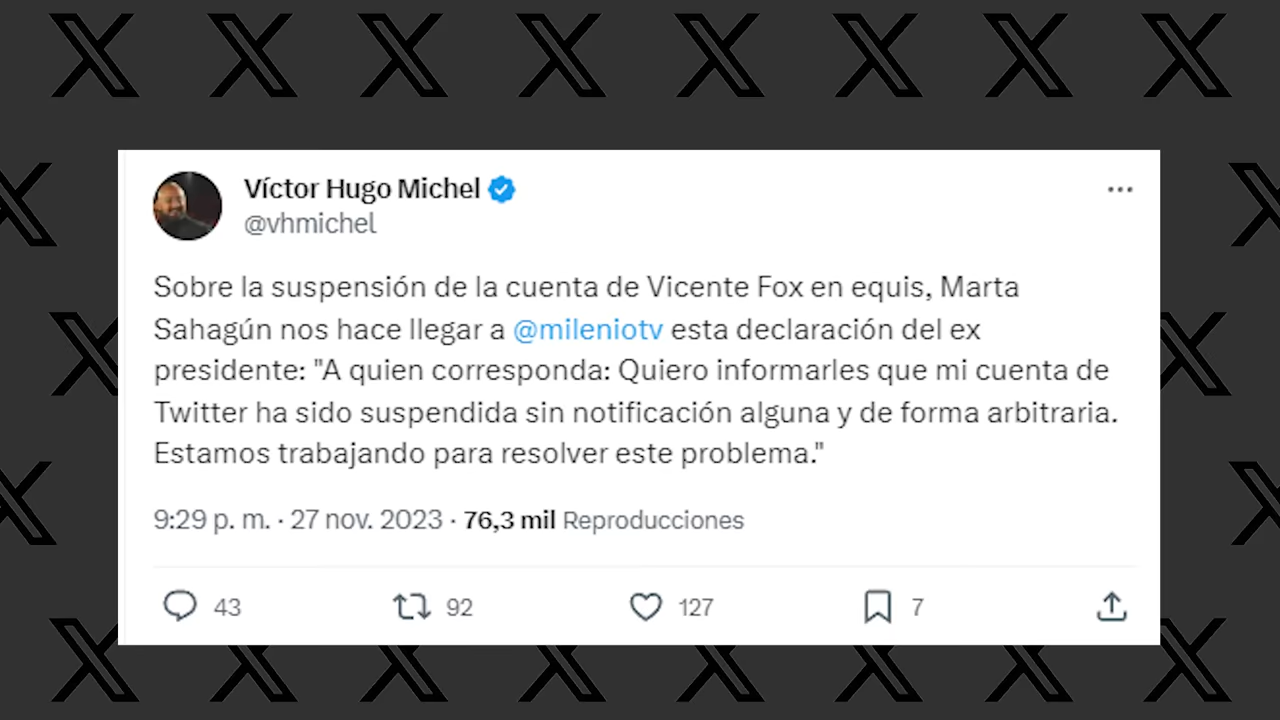 Víctor Hugo Michel
@vhmichel
Sobre la suspensión de la cuenta de Vicente Fox en equis, Marta
Sahagún nos hace llegar a @mileniotv esta declaración del ex
presidente: "A quien corresponda: Quiero informarles que mi cuenta de
Twitter ha sido suspendida sin notificación alguna y de forma arbitraria.
Estamos trabajando para resolver este problema."
9:29 p. m. · 27 nov. 2023 · 76,3 mil Reproducciones
43 92 127 7